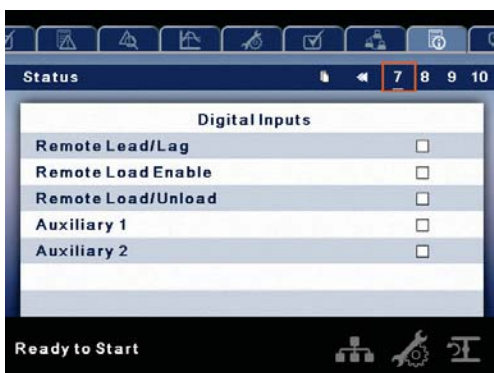 Status 7 8 9 10
Digital Inputs
Remote Lead/Lag
Remote Load Enable
Remote Load/Unload
Auxiliary 1
Auxiliary 2
Ready to Start